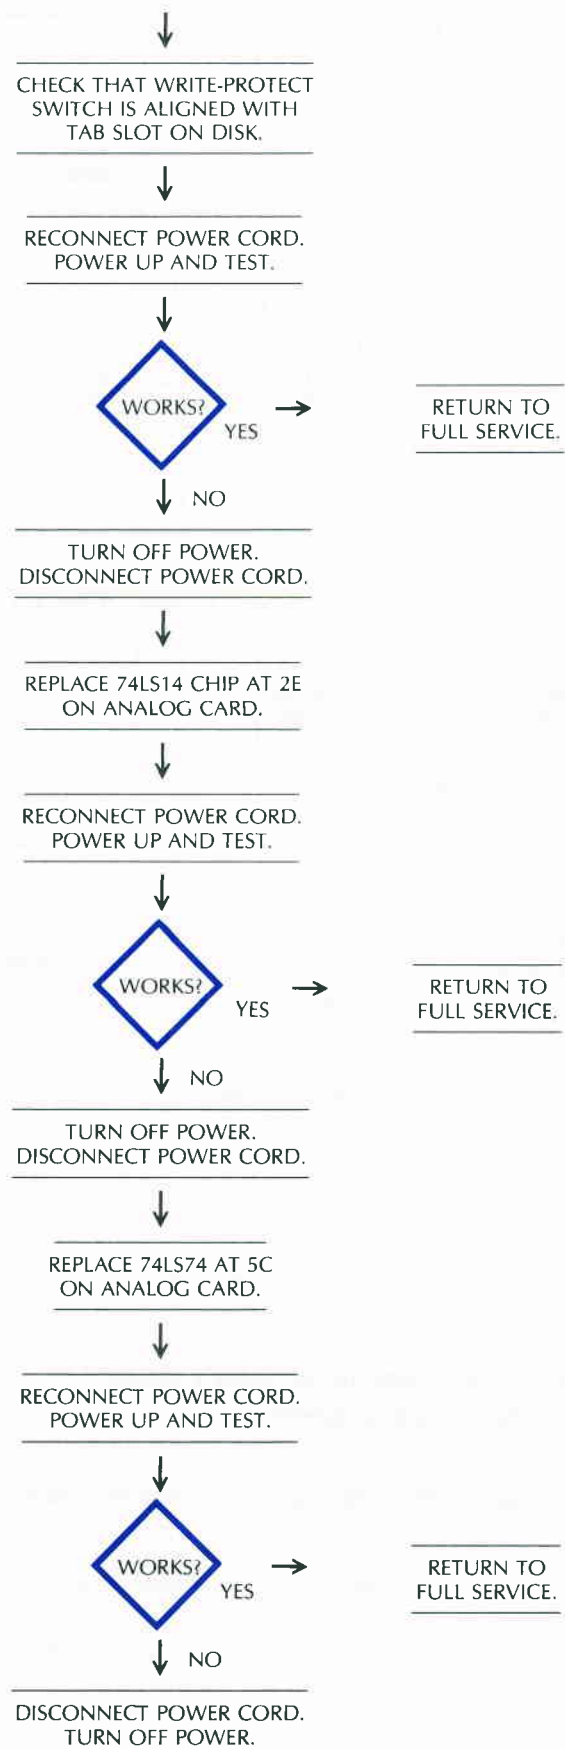 CHECK THAT WRITE-PROTECT
SWITCH IS ALIGNED WITH
TAB SLOT ON DISK.
RECONNECT POWER CORD.
POWER UP AND TEST.
WORKS?
YES
RETURN TO
FULL SERVICE.
NO
TURN OFF POWER.
DISCONNECT POWER CORD.
REPLACE 74LS14 CHIP AT 2E
ON ANALOG CARD.
RECONNECT POWER CORD.
POWER UP AND TEST.
WORKS?
YES
RETURN TO
FULL SERVICE.
NO
TURN OFF POWER.
DISCONNECT POWER CORD.
REPLACE 74LS74 AT 5C
ON ANALOG CARD.
RECONNECT POWER CORD.
POWER UP AND TEST.
WORKS?
YES
RETURN TO
FULL SERVICE.
NO
DISCONNECT POWER CORD.
TURN OFF POWER.